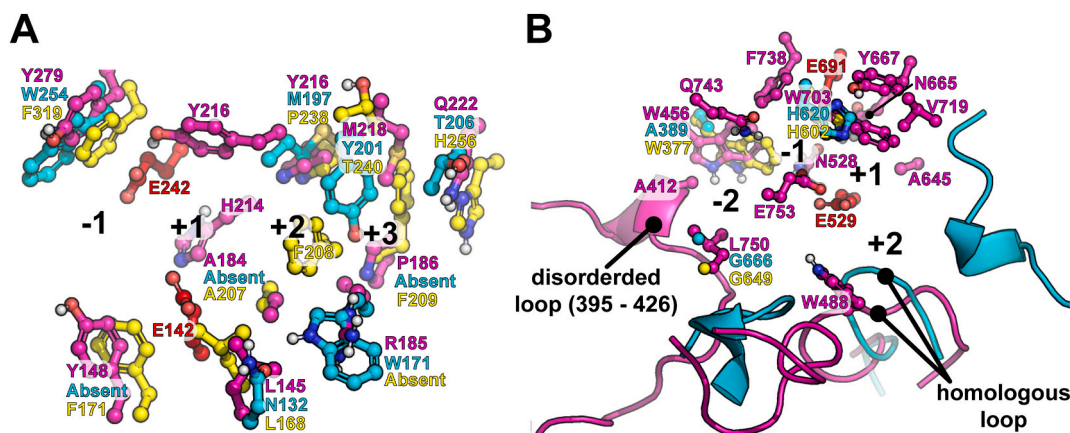 A
Y279
W254
F319
Y216
E242
-1
Y216
M197
P238
M218
Y201
T240
Q222
T206
H256
H214
+1
+2
F208
+3
A184
Absent
A207
P186
Absent
F209
E142
Y148
Absent
F171
L145
N132
L168
R185
W171
Absent
B
F738
E691
Y667
N665
Q743
W703
V719
W456
A389
W377
H620
H602
-1
N528
+1
A645
A412
-2
E753
E529
disorderded
loop (395 - 426)
L750
G666
G649
+2
W488
homologous
loop